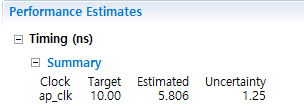 Performance Estimates
Timing (ns)
Summary
Clock Target Estimated Uncertainty
ap_clk 10.00 5.806 1.25